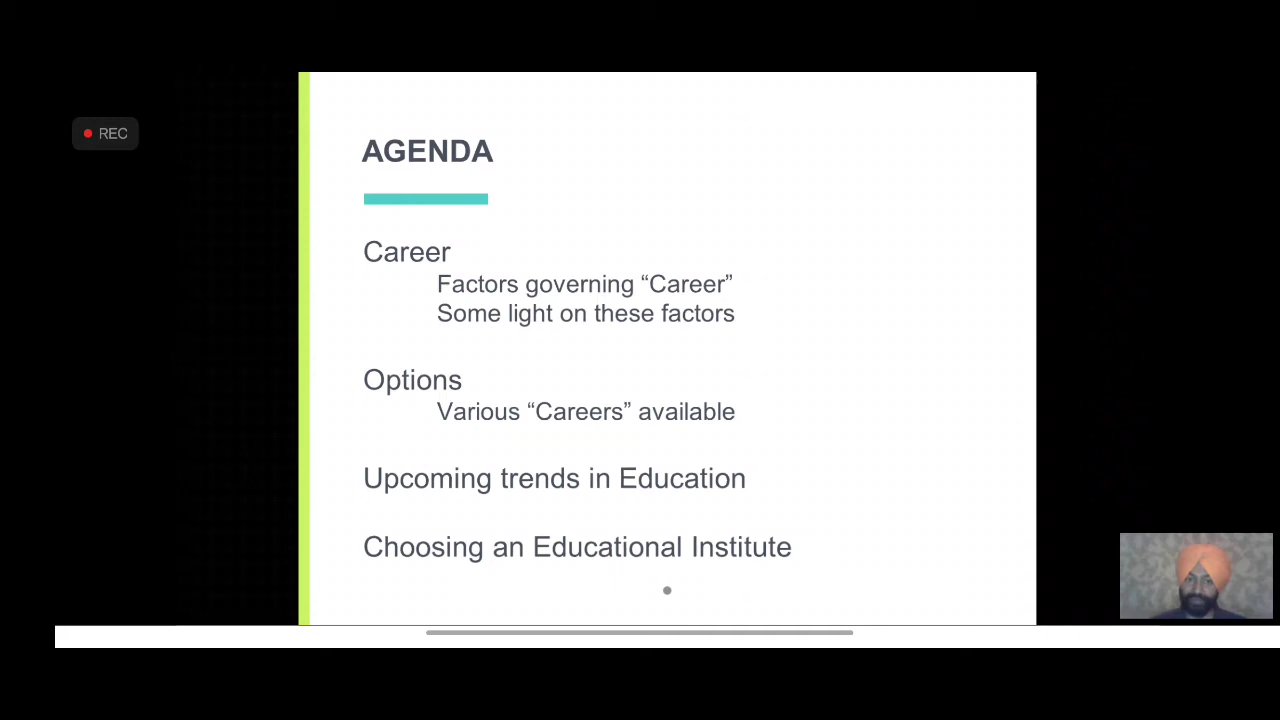 REC
AGENDA
Career
Factors governing “Career”
Some light on these factors
Options
Various “Careers” available
Upcoming trends in Education
Choosing an Educational Institute